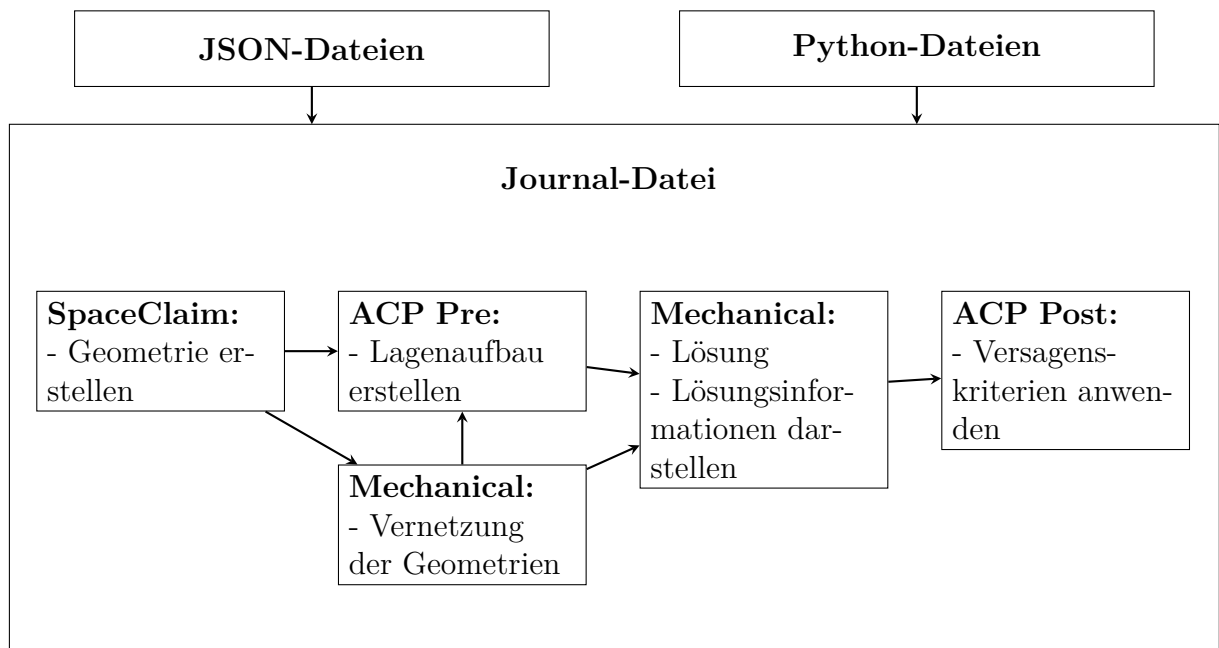 JSON-Dateien
Python-Dateien
Journal-Datei
SpaceClaim:
- Geometrie er-
stellen
ACP Pre:
- Lagenaufbau
erstellen
Mechanical:
- Vernetzung
der Geometrien
Mechanical:
- Lösung
- Lösungsinfor-
mationen dar-
stellen
ACP Post:
- Versagens-
kriterien anwen-
den